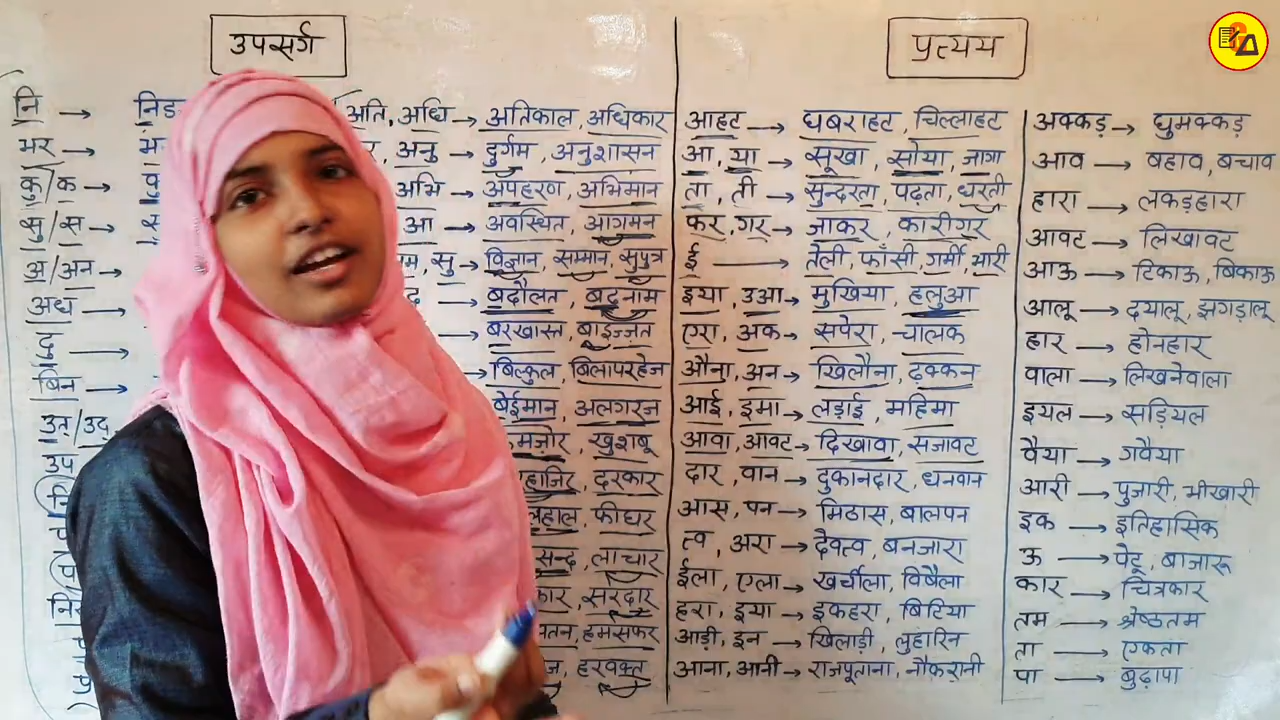 उपसर्ग
नि →
भर →
कु/क →
सु/स →
अ/अन →
अध →
बिन →
उत्/उद्
उप
अति, अधि → अतिकाल, अधिकार
अनु → दुर्गम, अनुशासन
अभि → अपहरण, अभिमान
आ → अवस्थित, आगमन
सु → विज्ञान, सम्मान, सुपुत्र
→ बदौलत, बदनाम
→ बरखास्त, बाइज्जत
→ बिल्कुल, बिलापरहेज
बेईमान, अलगरज
खुशबू
दरकार
फीघर
लाचार
सरदार
हमसफर
हरवक्त
प्रत्यय
आहट → घबराहट, चिल्लाहट
आ, या → सूखा, सोया, जागा
ता, ती → सुन्दरता, पढ़ता, धरती
कर, गर → जाकर, कारीगर
ई → तेली, फाँसी, गर्मी, भारी
इया, उआ → मुखिया, हलुआ
एरा, अक → सपेरा, चालक
औना, अन → खिलौना, ढ़क्कन
आई, इमा → लड़ाई, महिमा
आवा, आवट → दिखावा, सजावट
दार, वान → दुकानदार, धनवान
आस, पन → मिठास, बालपन
त्व, अरा → देवत्व, बनजारा
ईला, एला → खर्चीला, विषैला
हरा, इया → इकहरा, बिटिया
आड़ी, इन → खिलाड़ी, लुहारिन
आना, आनी → राजपूताना, नौकरानी
अक्कड़ → घुमक्कड़
आव → बहाव, बचाव
हारा → लकड़हारा
आवट → लिखावट
आऊ → टिकाऊ, बिकाऊ
आलू → दयालू, झगड़ालू
हार → होनहार
वाला → लिखनेवाला
इयल → सड़ियल
वैया → गवैया
आरी → पुजारी, भीखारी
इक → इतिहासिक
ऊ → पेटू, बाजारू
कार → चित्रकार
तम → श्रेष्ठतम
ता → एकता
पा → बुढ़ापा